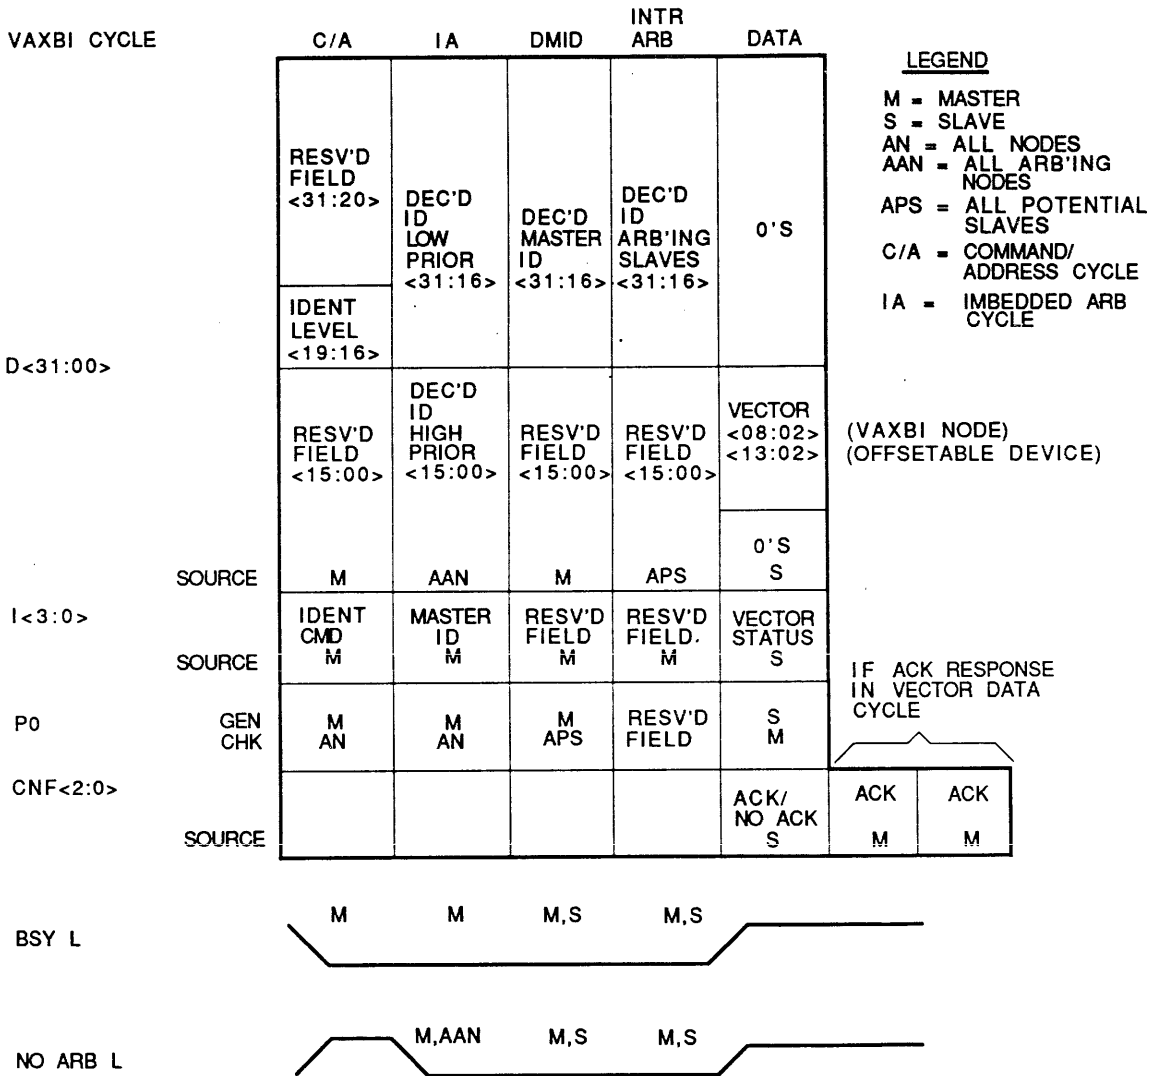 VAXBI CYCLE C/A IA DMID INTR ARB DATA
LEGEND
M = MASTER
S = SLAVE
AN = ALL NODES
AAN = ALL ARB'ING
NODES
APS = ALL POTENTIAL
SLAVES
C/A = COMMAND/
ADDRESS CYCLE
IA = IMBEDDED ARB
CYCLE
D<31:00>
RESV'D
FIELD
<31:20>
IDENT
LEVEL
<19:16>
DEC'D
ID
LOW
PRIOR
<31:16>
DEC'D
MASTER
ID
<31:16>
DEC'D
ID
ARB'ING
SLAVES
<31:16>
0'S
RESV'D
FIELD
<15:00>
DEC'D
ID
HIGH
PRIOR
<15:00>
RESV'D
FIELD
<15:00>
RESV'D
FIELD
<15:00>
VECTOR
<08:02>
<13:02>
(VAXBI NODE)
(OFFSETABLE DEVICE)
0'S
SOURCE M AAN M APS S
I<3:0>
IDENT
CMD
MASTER
ID
RESV'D
FIELD
RESV'D
FIELD
VECTOR
STATUS
SOURCE M M M M S
IF ACK RESPONSE
IN VECTOR DATA
CYCLE
P0
GEN M M M RESV'D S
CHK AN AN APS FIELD M
CNF<2:0>
ACK/
NO ACK
ACK ACK
SOURCE S M M
M M M,S M,S
BSY L
M,AAN M,S M,S
NO ARB L